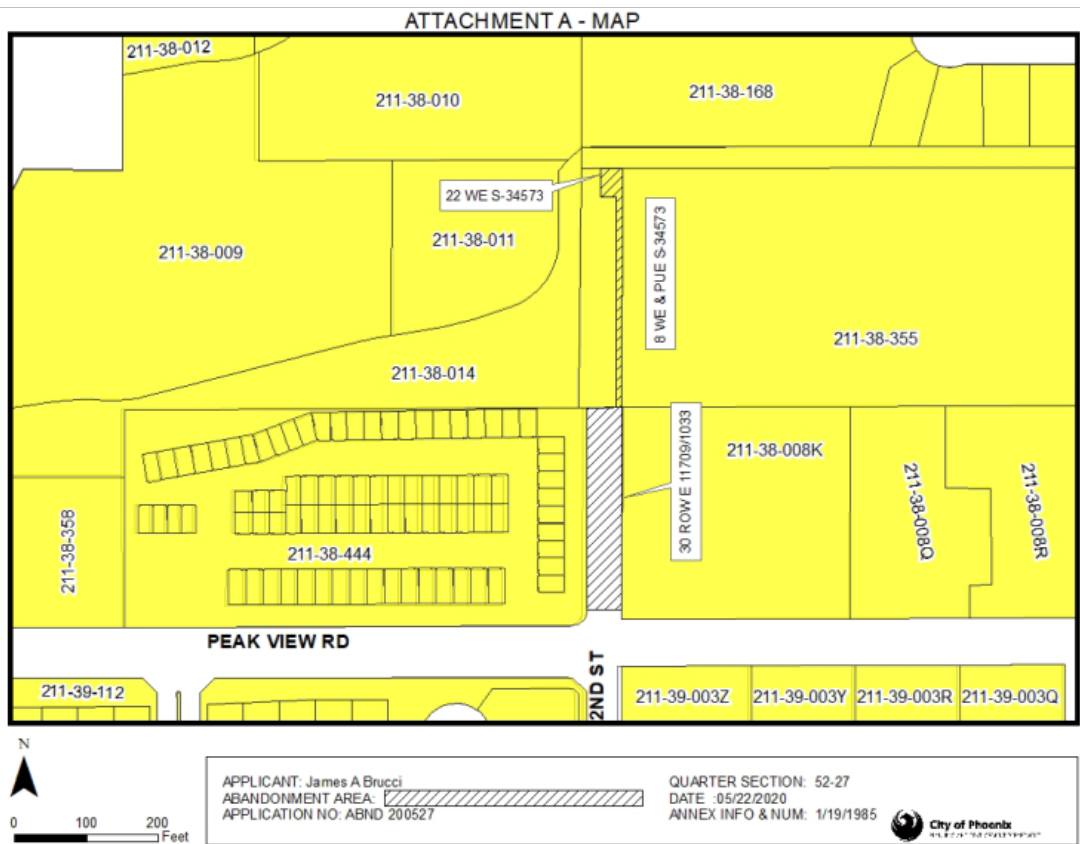 ATTACHMENT A - MAP
211-38-012
211-38-010
211-38-168
22 WE S-34573
211-38-011
8 WE & PUE S-34573
211-38-009
211-38-355
211-38-014
30 ROW E 11709/1033
211-38-008K
211-38-008Q
211-38-008R
211-38-358
211-38-444
PEAK VIEW RD
2ND ST
211-39-112
211-39-003Z
211-39-003Y
211-39-003R
211-39-003Q
N
0 100 200
Feet
APPLICANT: James A Brucci
ABANDONMENT AREA:
APPLICATION NO: ABND 200527
QUARTER SECTION: 52-27
DATE :05/22/2020
ANNEX INFO & NUM: 1/19/1985
City of Phoenix